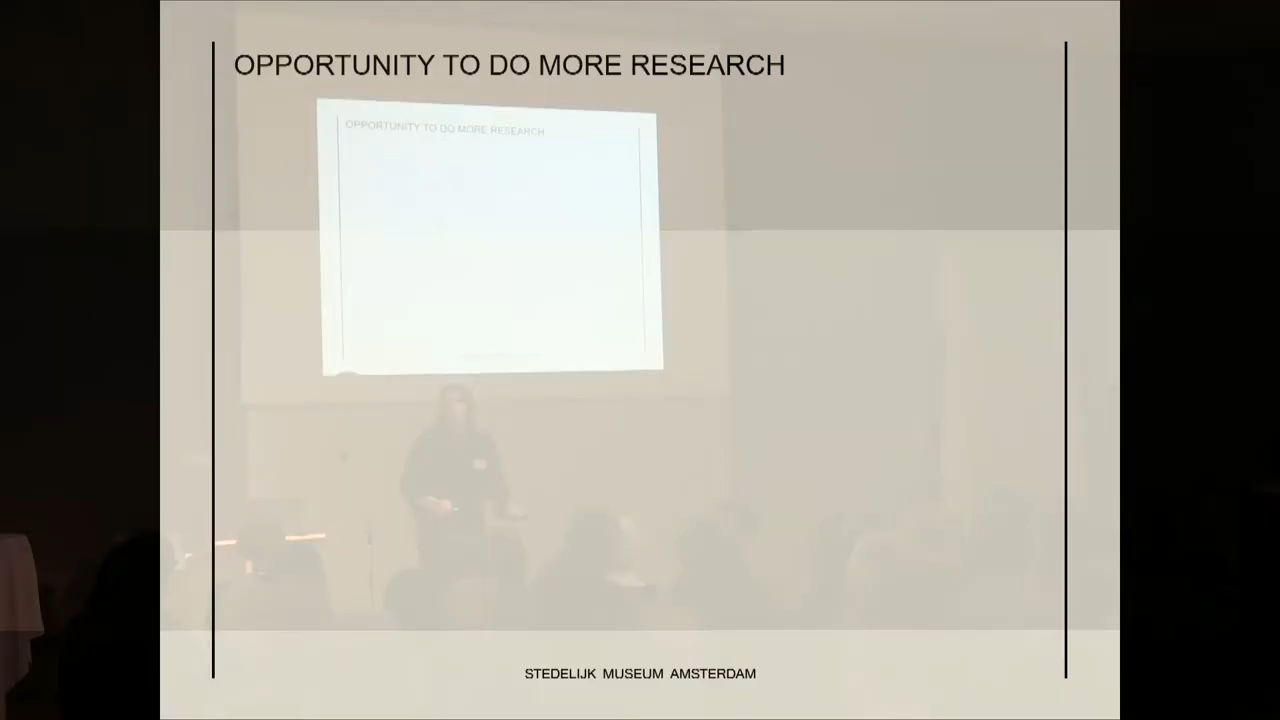 OPPORTUNITY TO DO MORE RESEARCH
OPPORTUNITY TO DO MORE RESEARCH
STEDELIJK MUSEUM AMSTERDAM